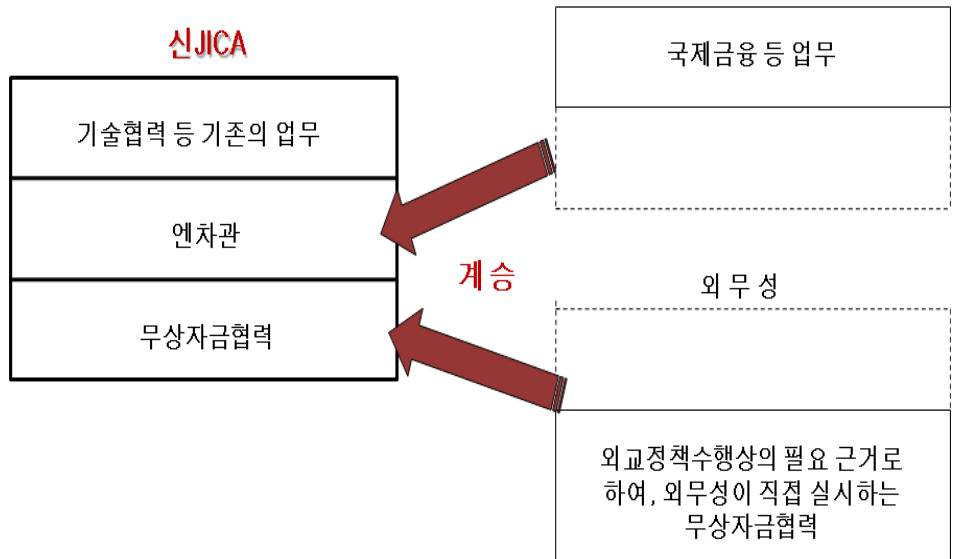 신JICA
기술협력 등 기존의 업무
엔차관
무상자금협력
계 승
국제금융 등 업무
외 무 성
외교정책수행상의 필요 근거로
하여, 외무성이 직접 실시하는
무상자금협력